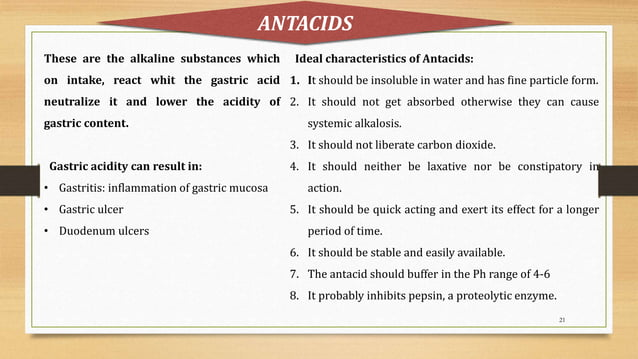 ANTACIDS
These are the alkaline substances which
on intake, react whit the gastric acid
neutralize it and lower the acidity of
gastric content.
Gastric acidity can result in:
• Gastritis: inflammation of gastric mucosa
• Gastric ulcer
• Duodenum ulcers
Ideal characteristics of Antacids:
1. It should be insoluble in water and has fine particle form.
2. It should not get absorbed otherwise they can cause
systemic alkalosis.
3. It should not liberate carbon dioxide.
4. It should neither be laxative nor be constipatory in
action.
5. It should be quick acting and exert its effect for a longer
period of time.
6. It should be stable and easily available.
7. The antacid should buffer in the Ph range of 4-6
8. It probably inhibits pepsin, a proteolytic enzyme.
21